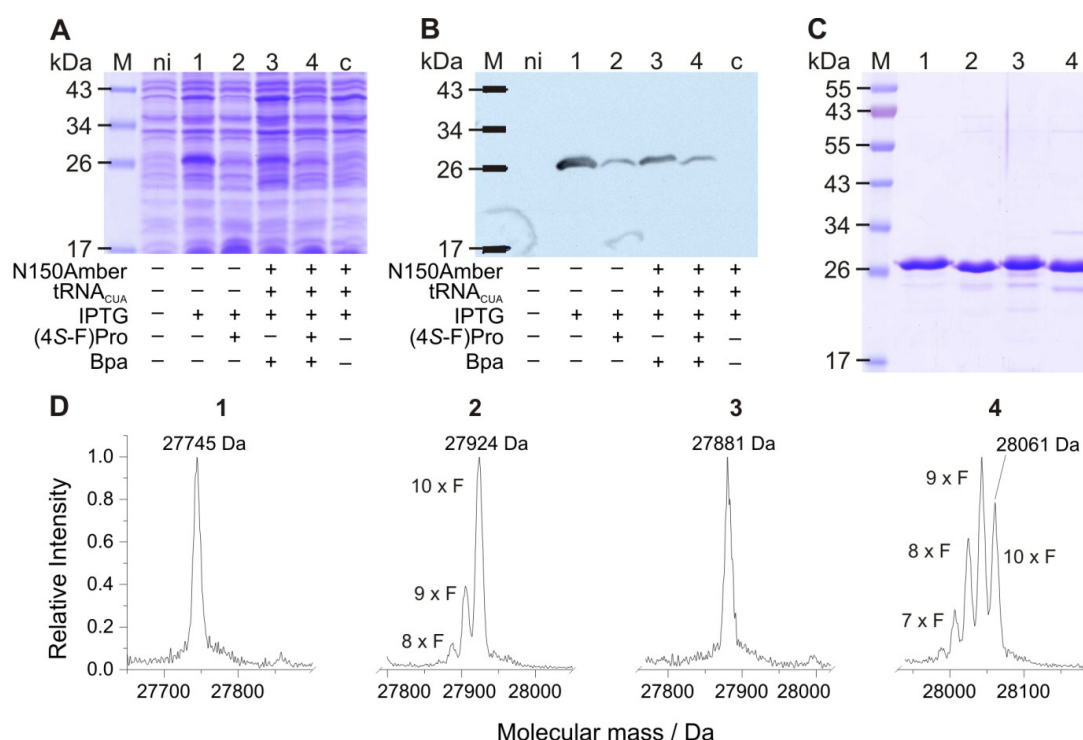 A
kDa M ni 1 2 3 4 c
43
34
26
17
N150Amber – – – + + +
tRNACUA – – – + + +
IPTG – + + + + +
(4S-F)Pro – – + – + –
Bpa – – – + + –
B
kDa M ni 1 2 3 4 c
43
34
26
17
N150Amber – – – + + +
tRNACUA – – – + + +
IPTG – + + + + +
(4S-F)Pro – – + – + –
Bpa – – – + + –
C
kDa M 1 2 3 4
55
43
55
43
34
26
17
D
Relative Intensity
1.0
0.8
0.6
0.4
0.2
0.0
1
27745 Da
27700 27800
2
27924 Da
10 x F
9 x F
8 x F
27800 27900 28000
3
27881 Da
27800 27900 28000
4
28061 Da
9 x F
8 x F
10 x F
7 x F
28000 28100
Molecular mass / Da